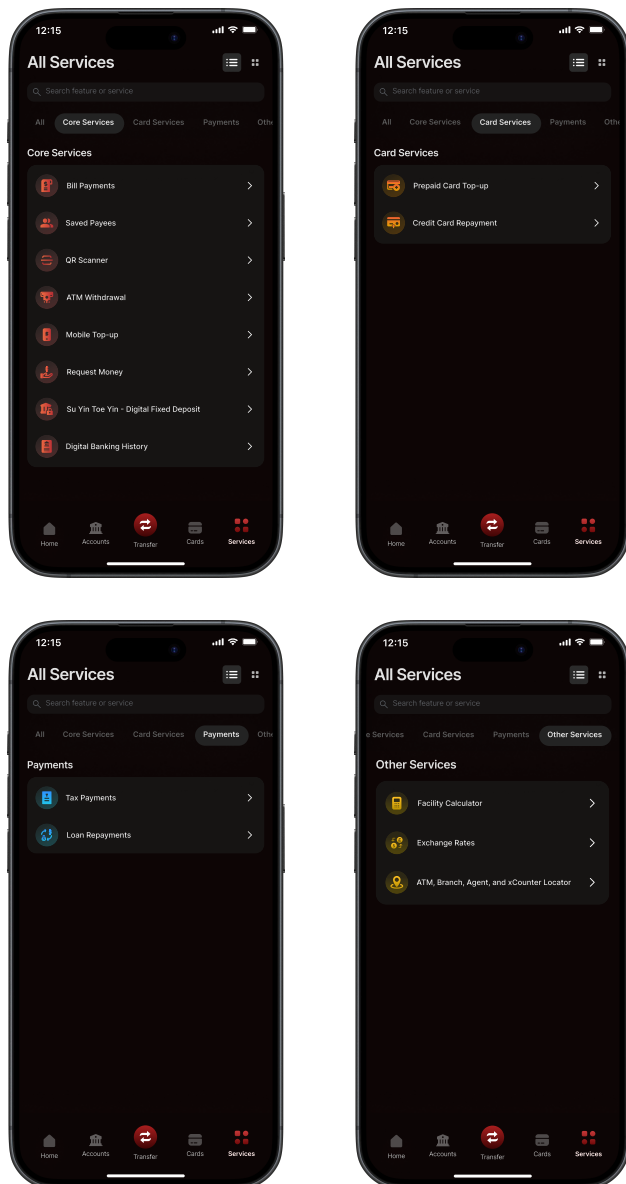 12:15
All Services
Search feature or service
All Core Services Card Services Payments Othe
Core Services
Bill Payments
Saved Payees
QR Scanner
ATM Withdrawal
Mobile Top-up
Request Money
Su Yin Toe Yin - Digital Fixed Deposit
Digital Banking History
Home Accounts Transfer Cards Services
12:15
All Services
Search feature or service
All Core Services Card Services Payments Othe
Card Services
Prepaid Card Top-up
Credit Card Repayment
Home Accounts Transfer Cards Services
12:15
All Services
Search feature or service
All Core Services Card Services Payments Othe
Payments
Tax Payments
Loan Repayments
Home Accounts Transfer Cards Services
12:15
All Services
Search feature or service
e Services Card Services Payments Other Services
Other Services
Facility Calculator
Exchange Rates
ATM, Branch, Agent, and xCounter Locator
Home Accounts Transfer Cards Services